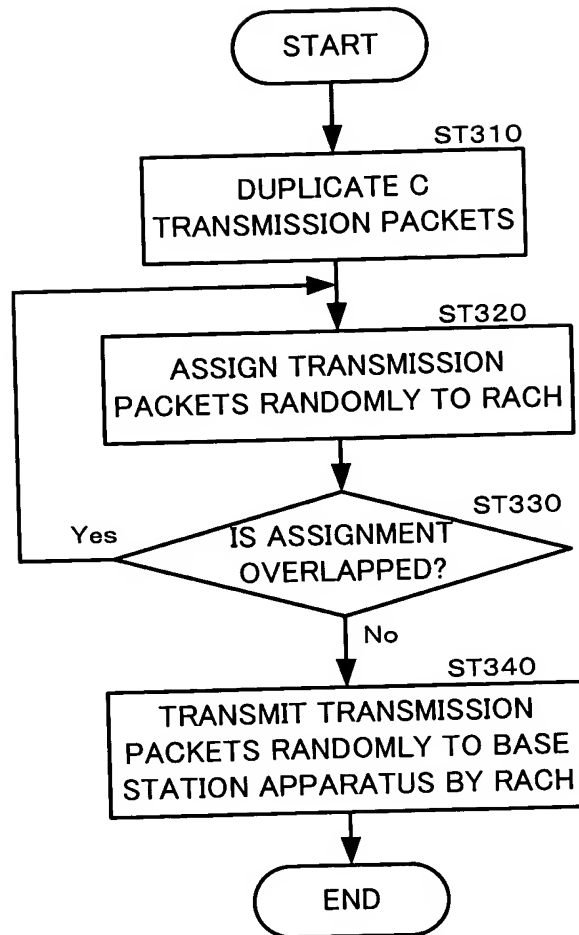 START
ST310
DUPLICATE C
TRANSMISSION PACKETS
ST320
ASSIGN TRANSMISSION
PACKETS RANDOMLY TO RACH
ST330
Yes
IS ASSIGNMENT
OVERLAPPED?
No
ST340
TRANSMIT TRANSMISSION
PACKETS RANDOMLY TO BASE
STATION APPARATUS BY RACH
END